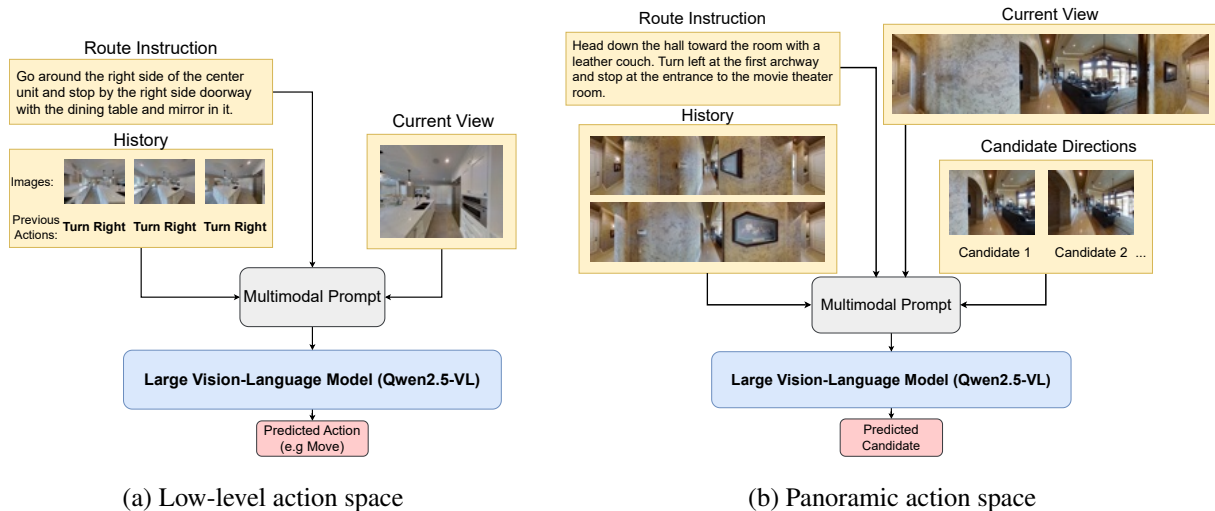 Route Instruction
Go around the right side of the center
unit and stop by the right side doorway
with the dining table and mirror in it.
History
Images:
Previous
Actions:
Turn Right Turn Right Turn Right
Current View
Multimodal Prompt
Large Vision-Language Model (Qwen2.5-VL)
Predicted Action
(e.g Move)
(a) Low-level action space
Route Instruction
Head down the hall toward the room with a
leather couch. Turn left at the first archway
and stop at the entrance to the movie theater
room.
History
Current View
Candidate Directions
Candidate 1 Candidate 2 ...
Multimodal Prompt
Large Vision-Language Model (Qwen2.5-VL)
Predicted
Candidate
(b) Panoramic action space